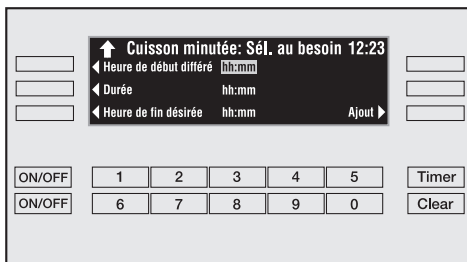 Cuisson minutée: Sél. au besoin 12:23
Heure de début différé hh:mm
Durée hh:mm
Heure de fin désirée hh:mm Ajout
ON/OFF 1 2 3 4 5 Timer
ON/OFF 6 7 8 9 0 Clear